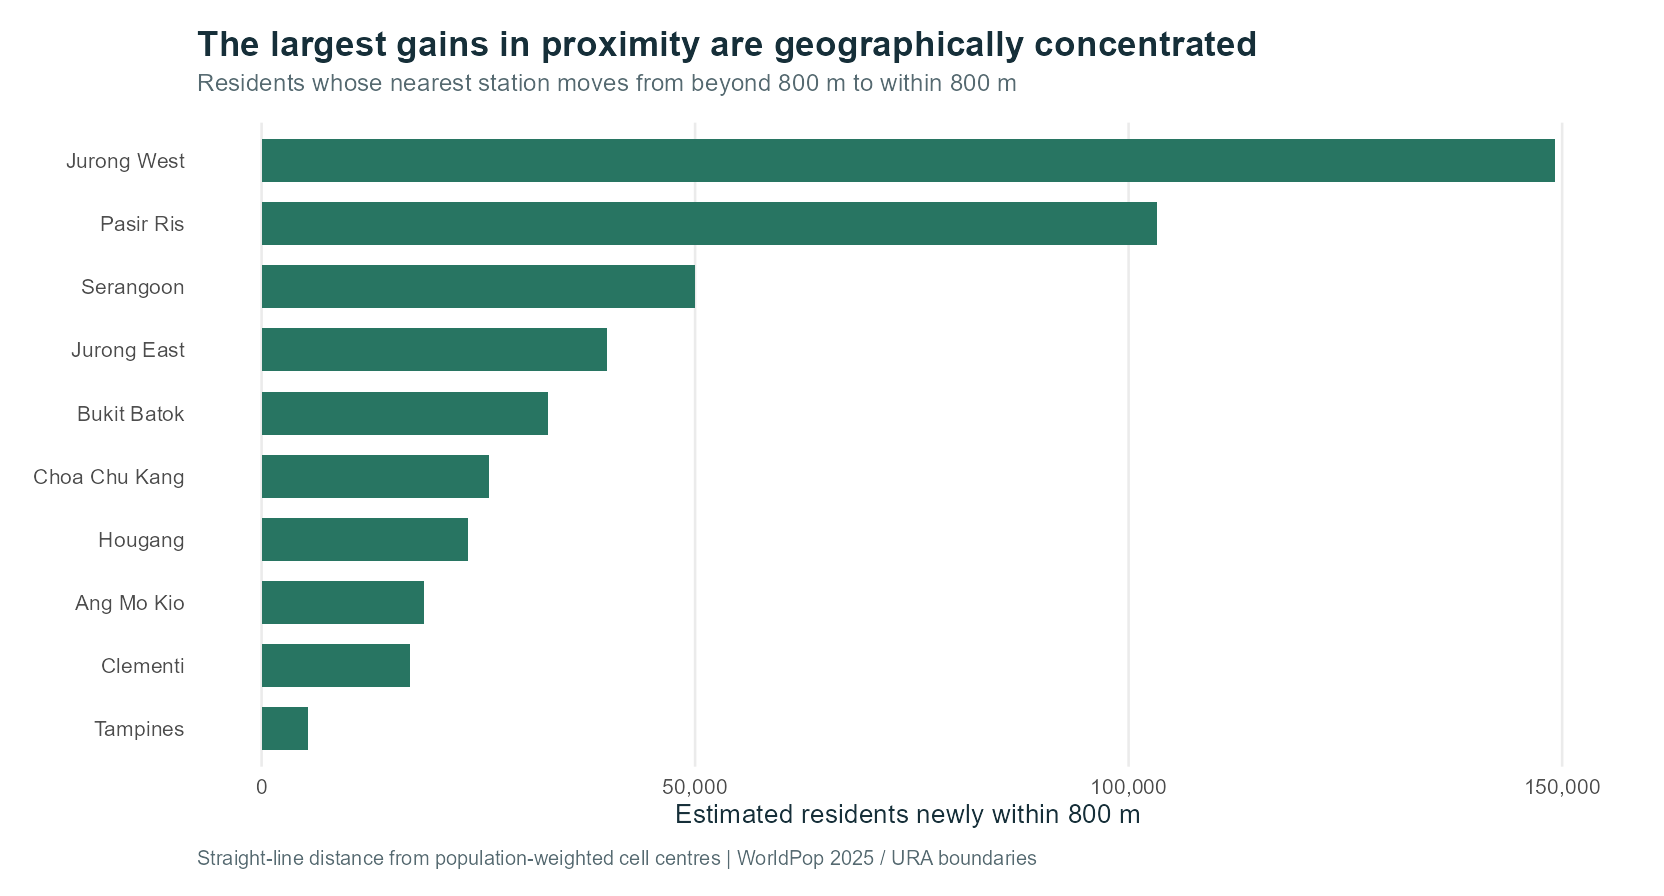 The largest gains in proximity are geographically concentrated
Residents whose nearest station moves from beyond 800 m to within 800 m
Jurong West
Pasir Ris
Serangoon
Jurong East
Bukit Batok
Choa Chu Kang
Hougang
Ang Mo Kio
Clementi
Tampines
0 50,000 100,000 150,000
Estimated residents newly within 800 m
Straight-line distance from population-weighted cell centres | WorldPop 2025 / URA boundaries